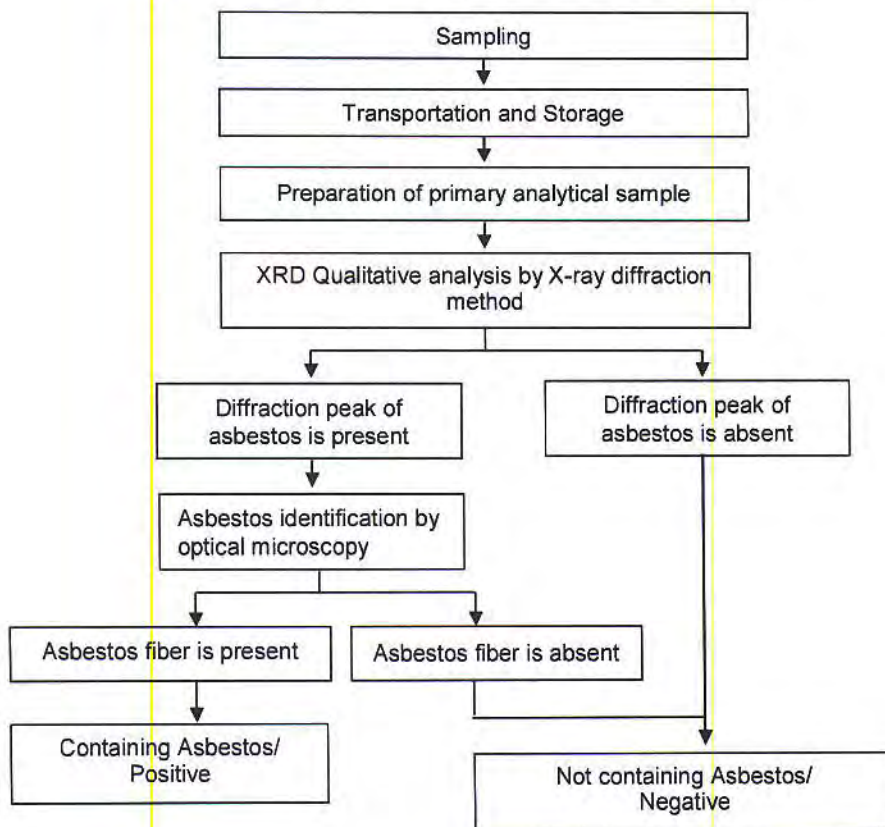 Sampling
Transportation and Storage
Preparation of primary analytical sample
XRD Qualitative analysis by X-ray diffraction
method
Diffraction peak of
asbestos is present
Diffraction peak of
asbestos is absent
Asbestos identification by
optical microscopy
Asbestos fiber is present
Asbestos fiber is absent
Containing Asbestos/
Positive
Not containing Asbestos/
Negative